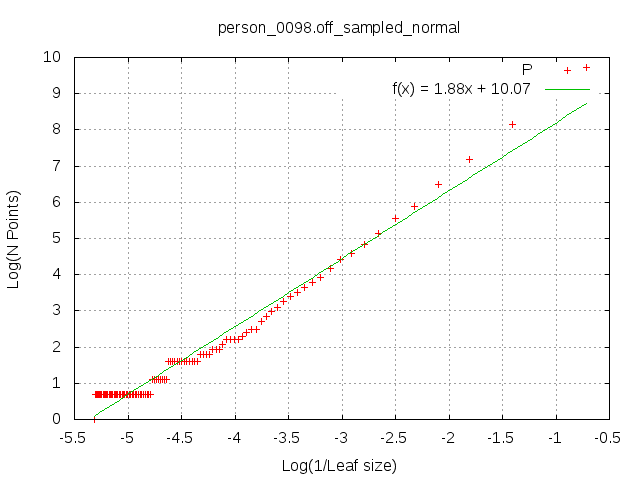 person_0098.off_sampled_normal
10
9
8
7
6
5
4
3
2
1
0
P
f(x) = 1.88x + 10.07
Log(N Points)
-5.5 -5 -4.5 -4 -3.5 -3 -2.5 -2 -1.5 -1 -0.5
Log(1/Leaf size)